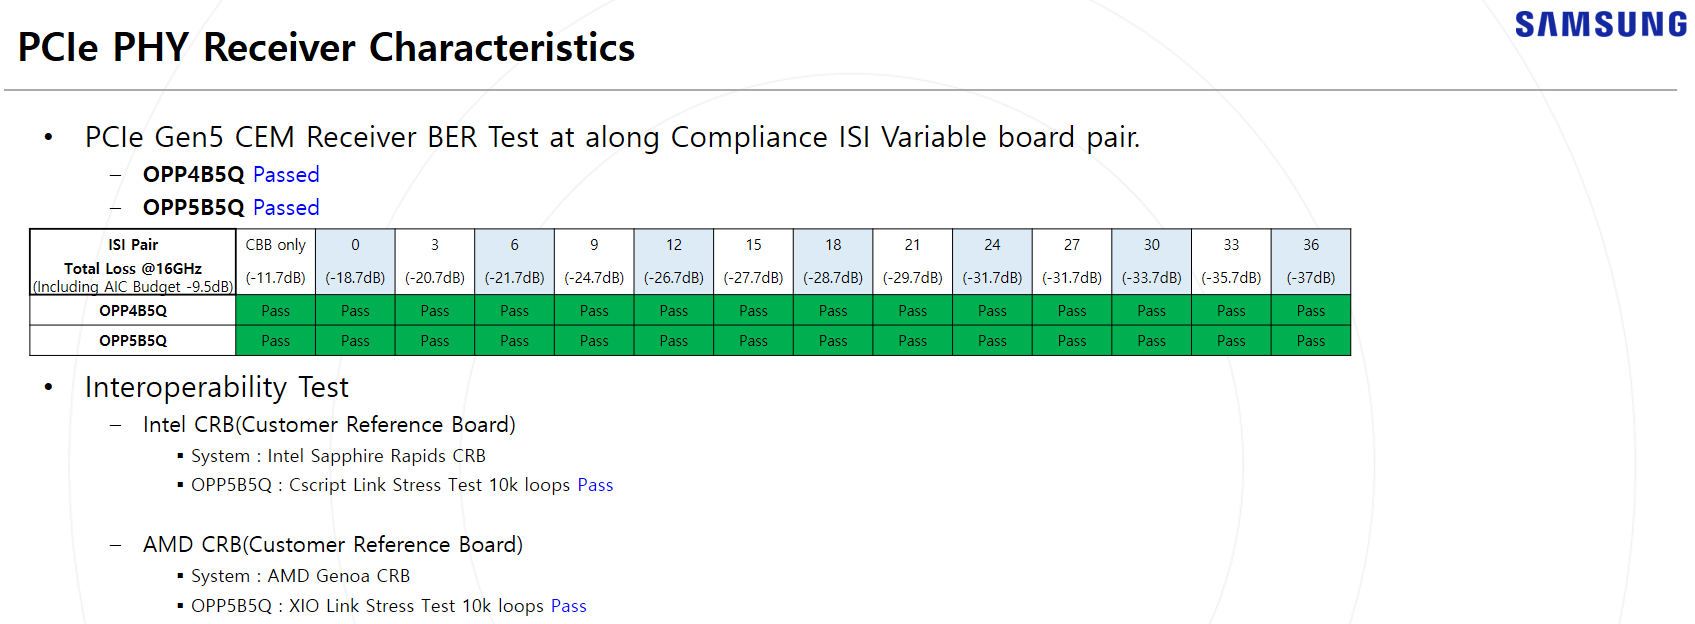 SAMSUNG
PCIe PHY Receiver Characteristics
• PCIe Gen5 CEM Receiver BER Test at along Compliance ISI Variable board pair.
– OPP4B5Q Passed
– OPP5B5Q Passed
ISI Pair CBB only 0 3 6 9 12 15 18 21 24 27 30 33 36
Total Loss @16GHz (-11.7dB) (-18.7dB) (-20.7dB) (-21.7dB) (-24.7dB) (-26.7dB) (-27.7dB) (-28.7dB) (-29.7dB) (-31.7dB) (-31.7dB) (-33.7dB) (-35.7dB) (-37dB)
(Including AIC Budget -9.5dB)
OPP4B5Q Pass Pass Pass Pass Pass Pass Pass Pass Pass Pass Pass Pass Pass Pass
OPP5B5Q Pass Pass Pass Pass Pass Pass Pass Pass Pass Pass Pass Pass Pass Pass
• Interoperability Test
– Intel CRB(Customer Reference Board)
▪ System : Intel Sapphire Rapids CRB
▪ OPP5B5Q : Cscript Link Stress Test 10k loops Pass
– AMD CRB(Customer Reference Board)
▪ System : AMD Genoa CRB
▪ OPP5B5Q : XIO Link Stress Test 10k loops Pass